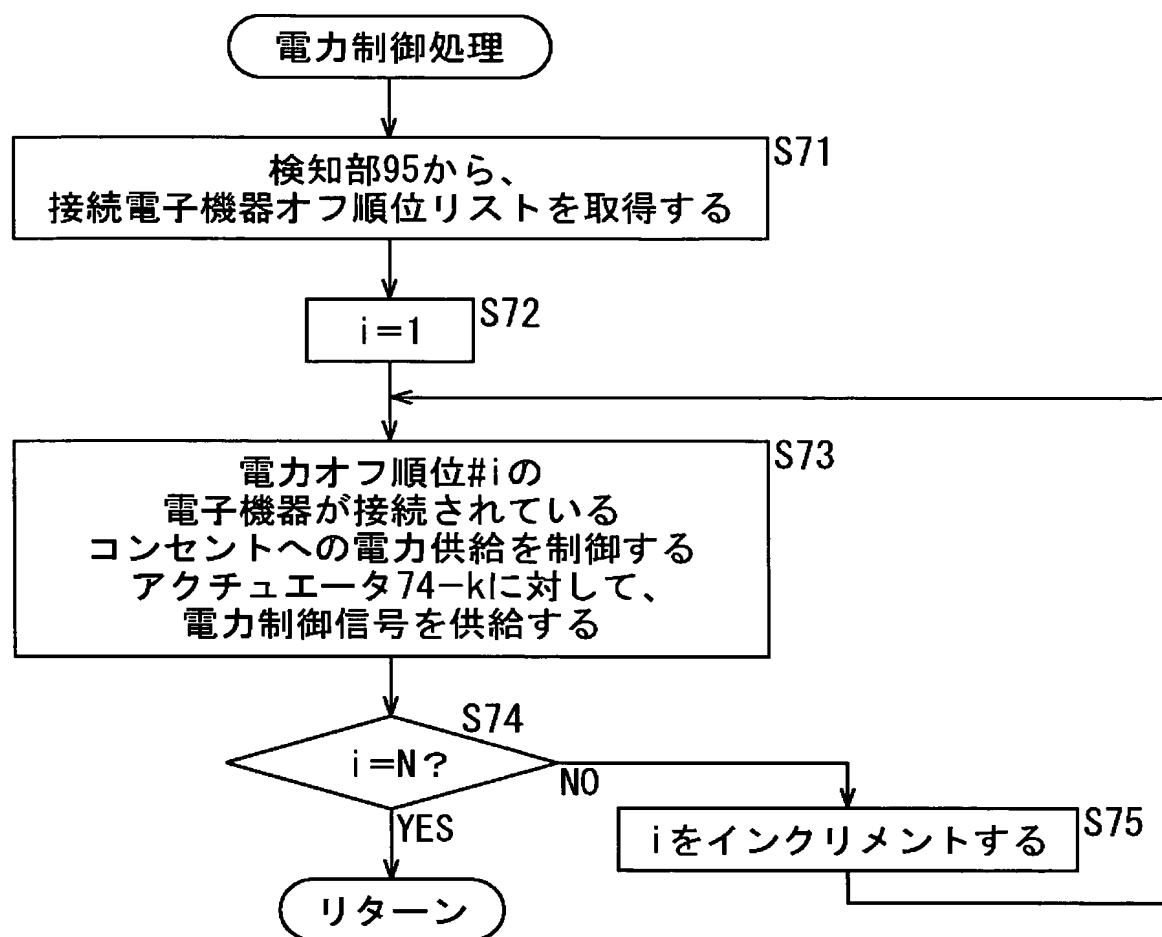 電力制御処理
S71
検知部95から、
接続電子機器オフ順位リストを取得する
S72
i=1
S73
電力オフ順位#iの
電子機器が接続されている
コンセントへの電力供給を制御する
アクチュエータ74-kに対して、
電力制御信号を供給する
S74
i=N?
NO
YES
S75
iをインクリメントする
リターン